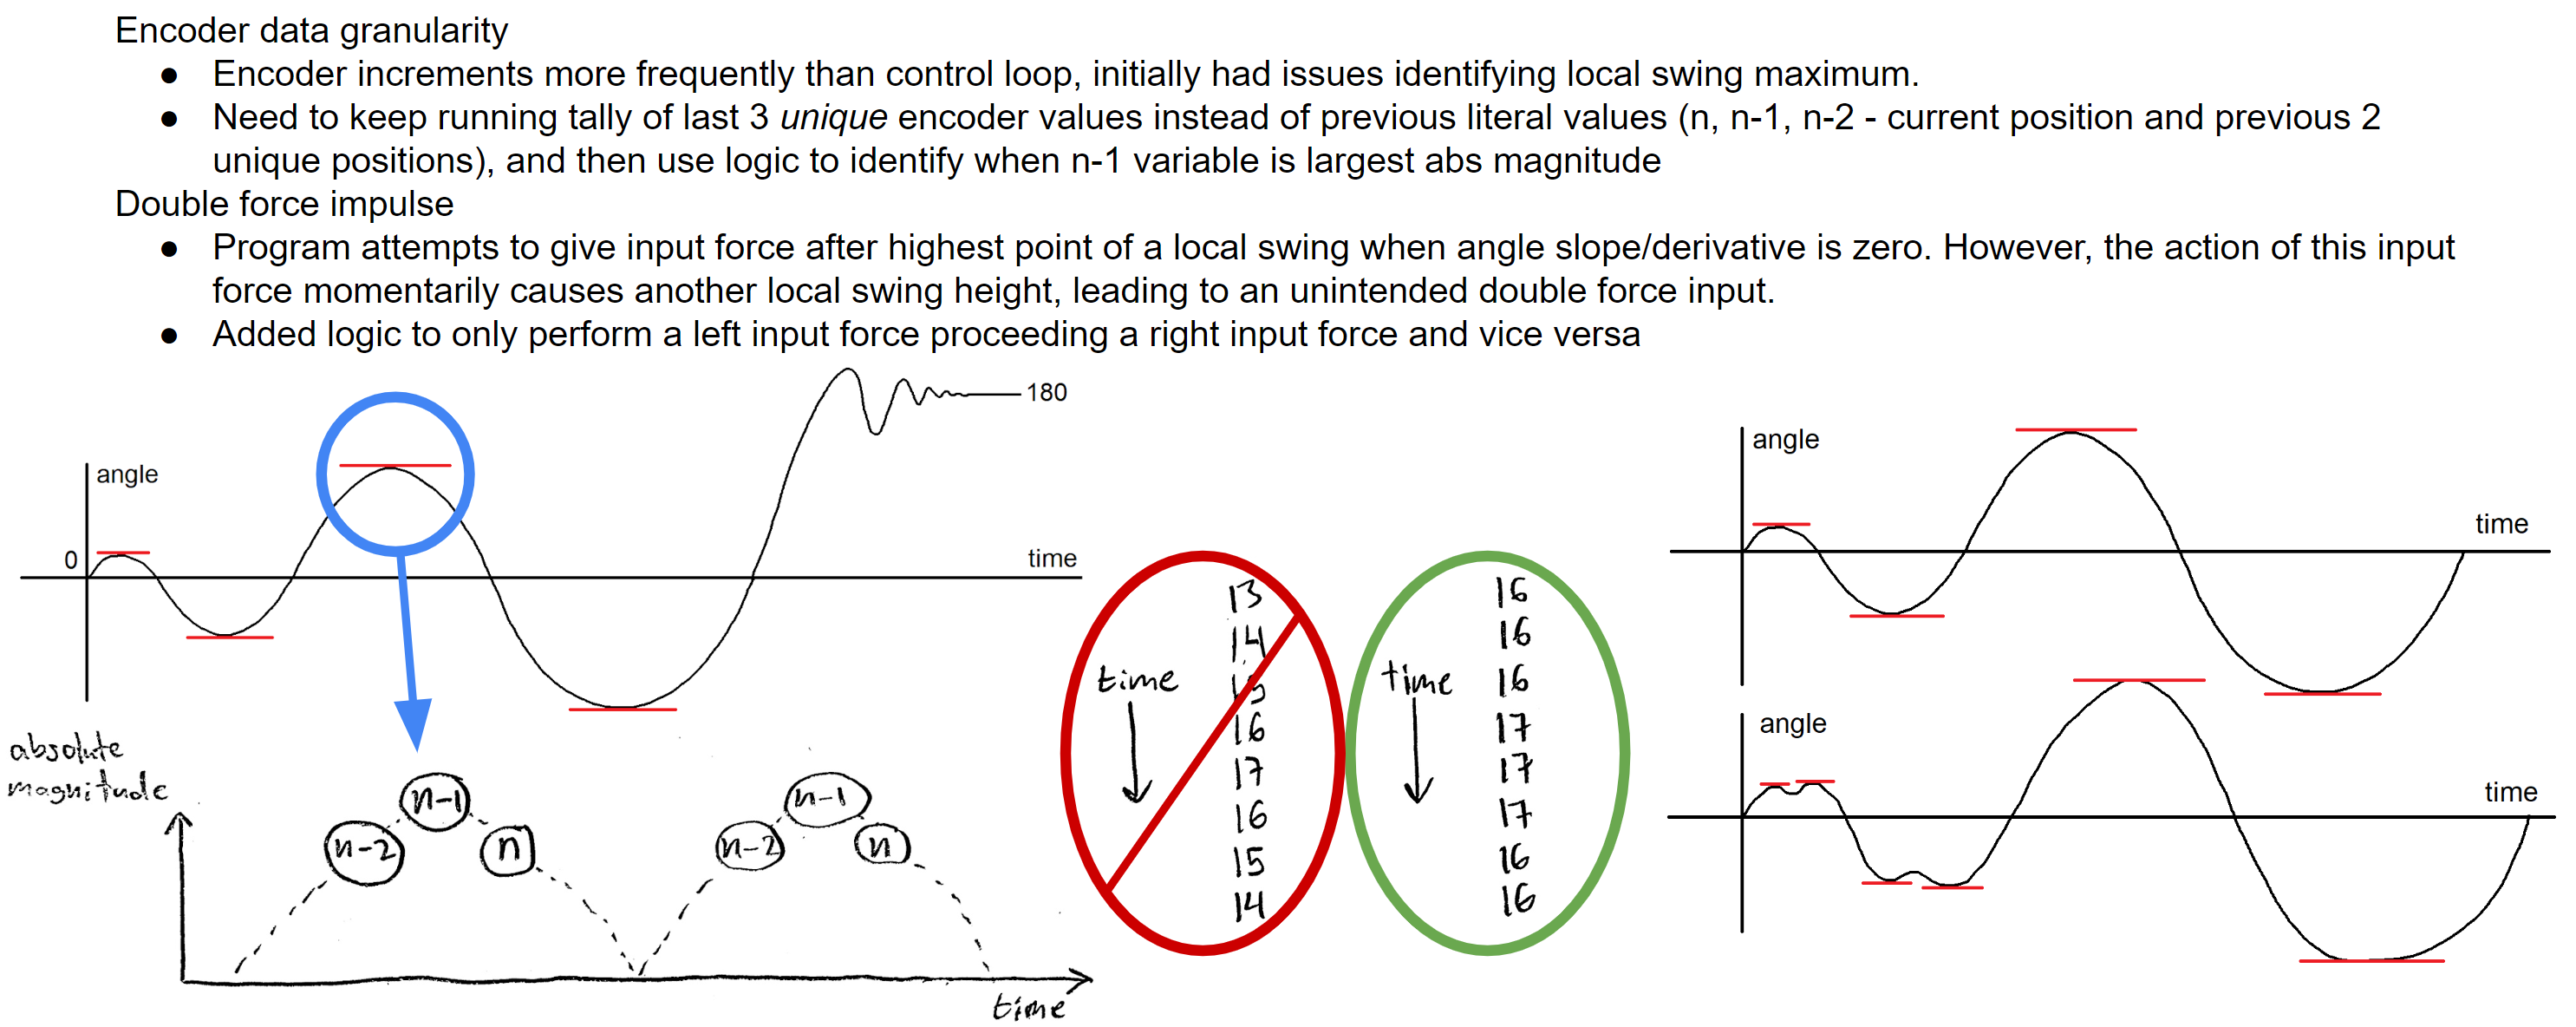 Encoder data granularity
● Encoder increments more frequently than control loop, initially had issues identifying local swing maximum.
● Need to keep running tally of last 3 unique encoder values instead of previous literal values (n, n-1, n-2 - current position and previous 2
unique positions), and then use logic to identify when n-1 variable is largest abs magnitude
Double force impulse
● Program attempts to give input force after highest point of a local swing when angle slope/derivative is zero. However, the action of this input
force momentarily causes another local swing height, leading to an unintended double force input.
● Added logic to only perform a left input force proceeding a right input force and vice versa
180
angle
0
time
absolute
magnitude
n-1
n-2
n
n-1
n-2
n
time
time
13
14
15
16
17
16
15
14
time
16
16
16
17
17
17
16
16
angle
time
angle
time